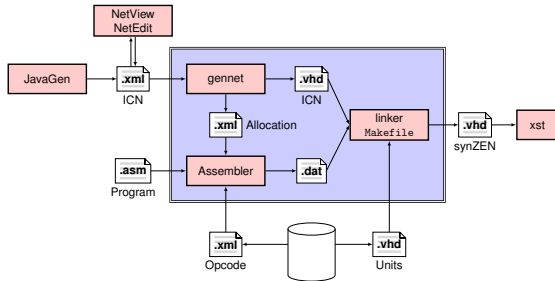 NetView
NetEdit
JavaGen
.xml
ICN
gennet
.vhd
ICN
.xml
Allocation
linker
Makefile
.vhd
synZEN
xst
.asm
Program
Assembler
.dat
.xml
Opcode
.vhd
Units